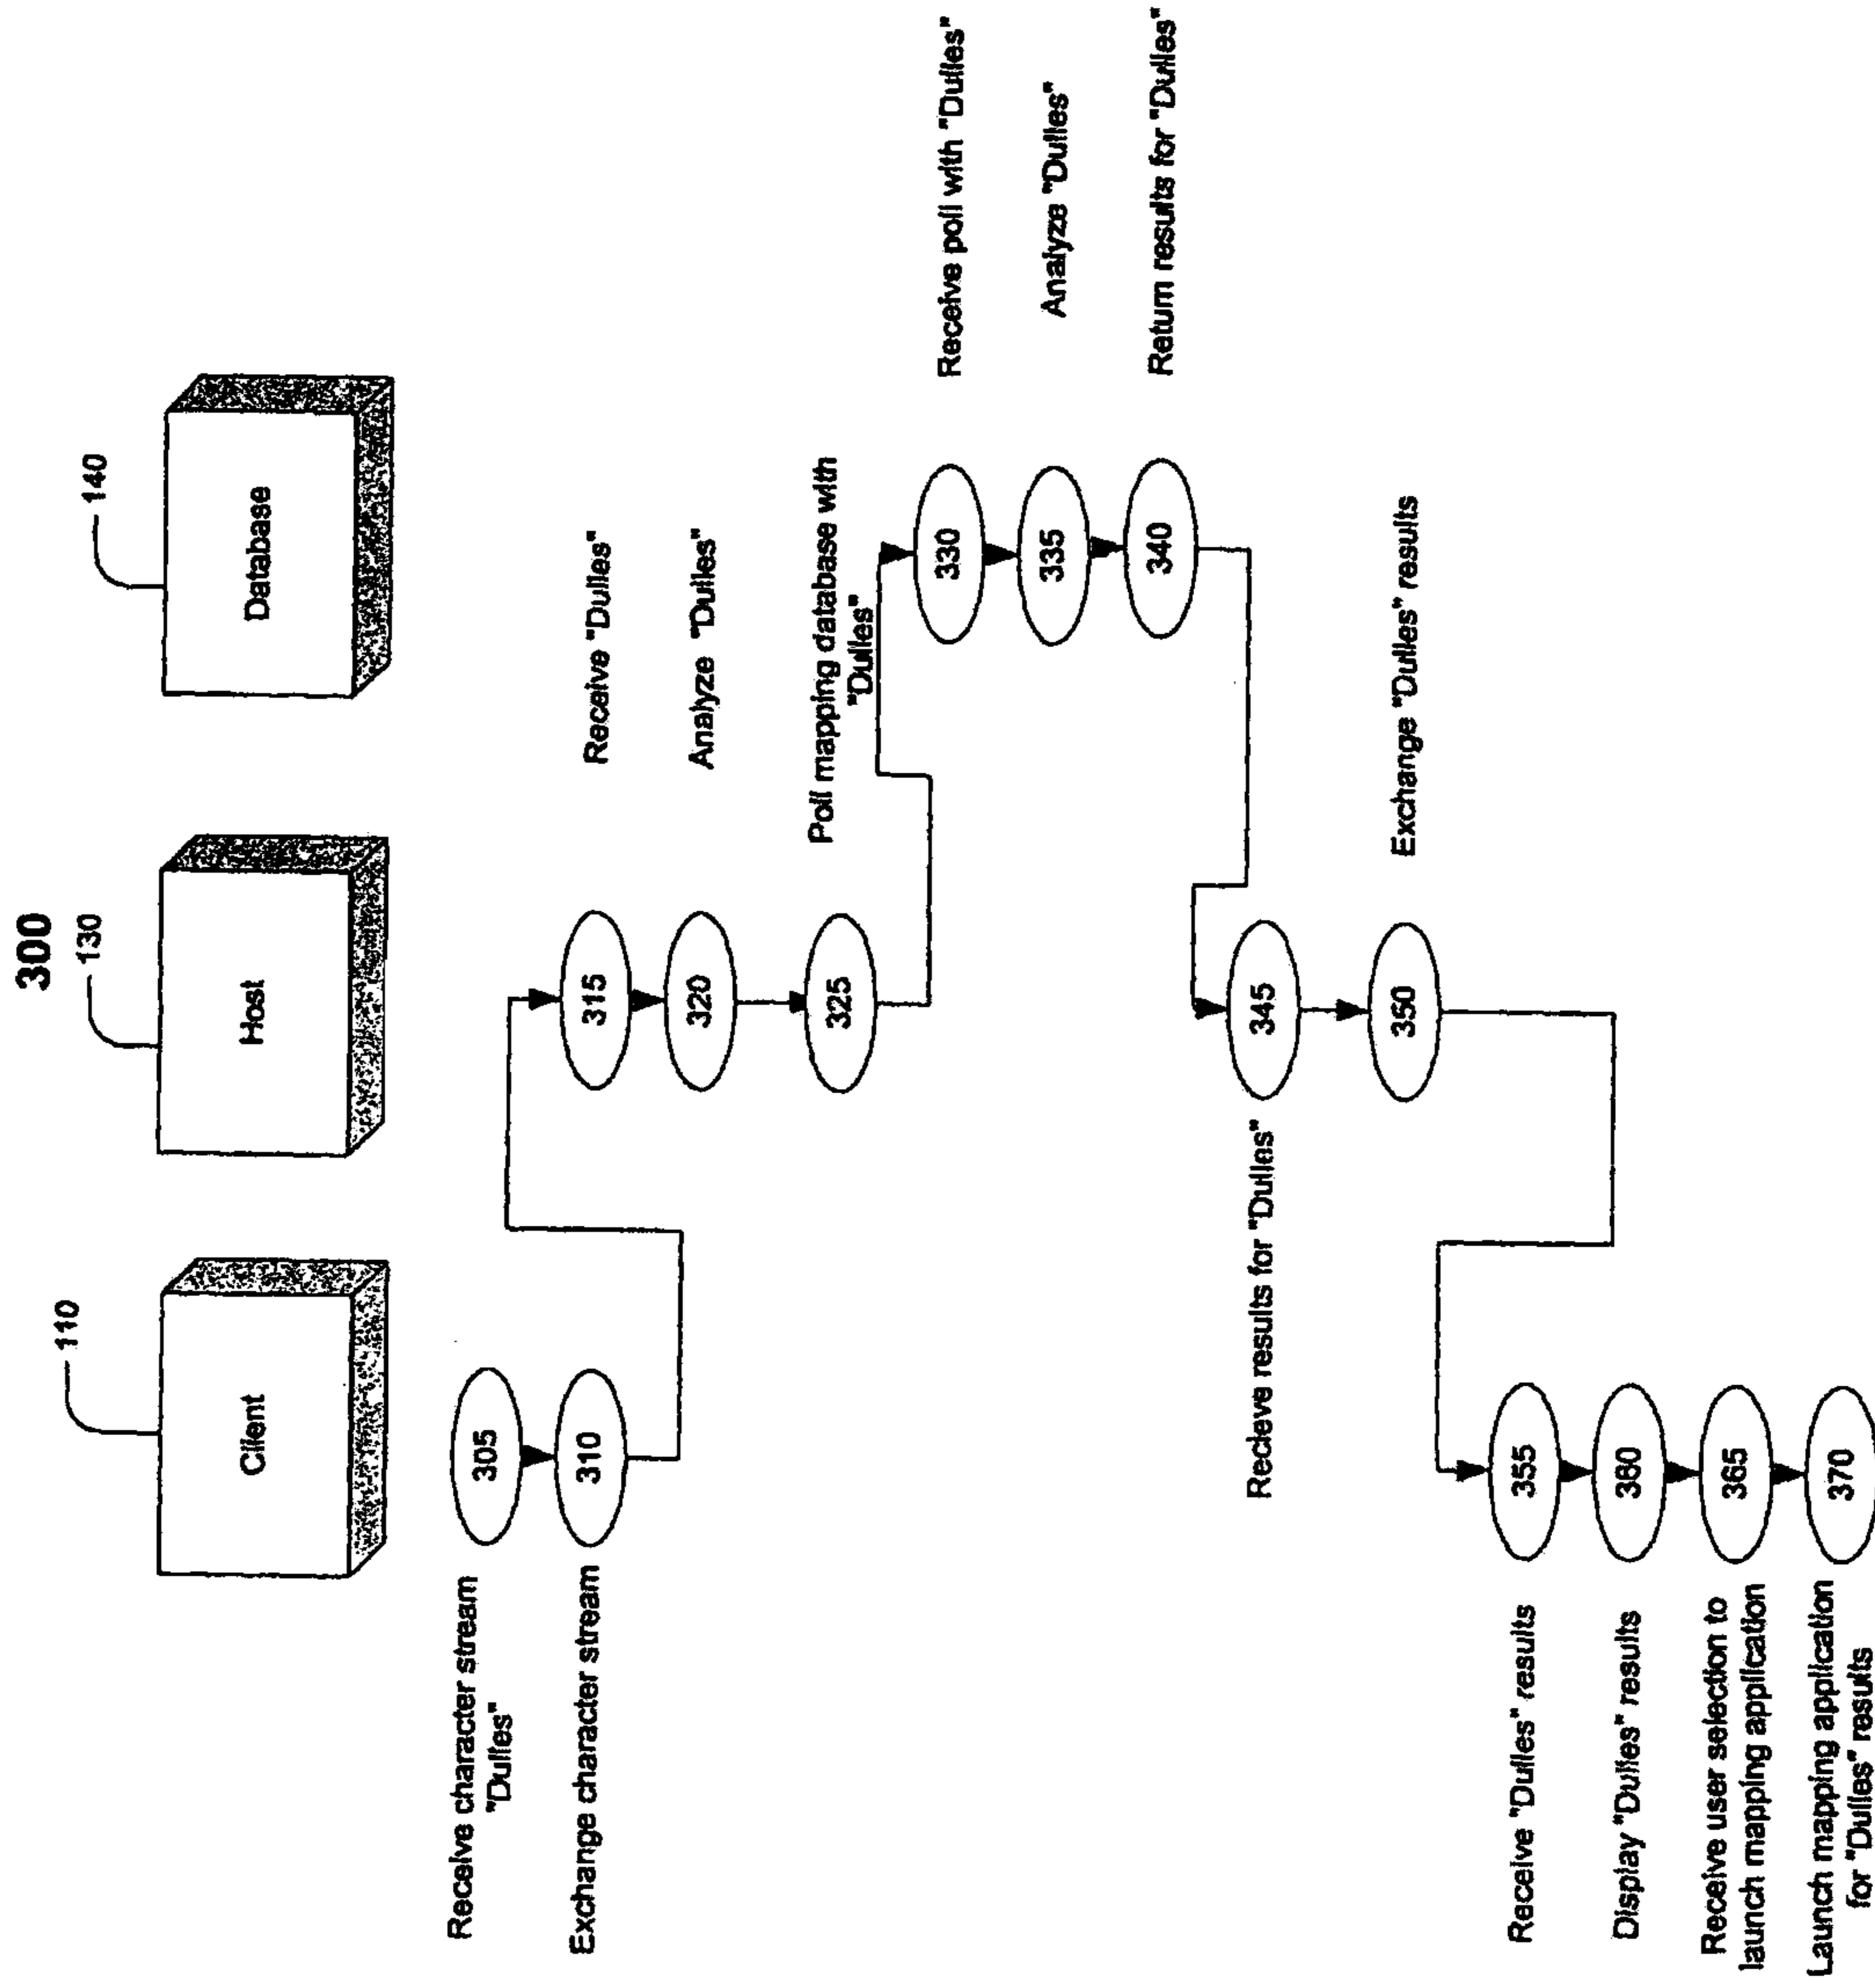 300
110
130
140
Client
Host
Database
Receive character stream
"Dulles"
305
Exchange character stream
310
315
Receive "Dulles"
320
Analyze "Dulles"
325
Poll mapping database with
"Dulles"
330
Receive poll with "Dulles"
335
Analyze "Dulles"
340
Return results for "Dulles"
Recieve results for "Dulles"
345
350
Exchange "Dulles" results
Receive "Dulles" results
355
Display "Dulles" results
360
Receive user selection to
launch mapping application
365
Launch mapping application
for "Dulles" results
370